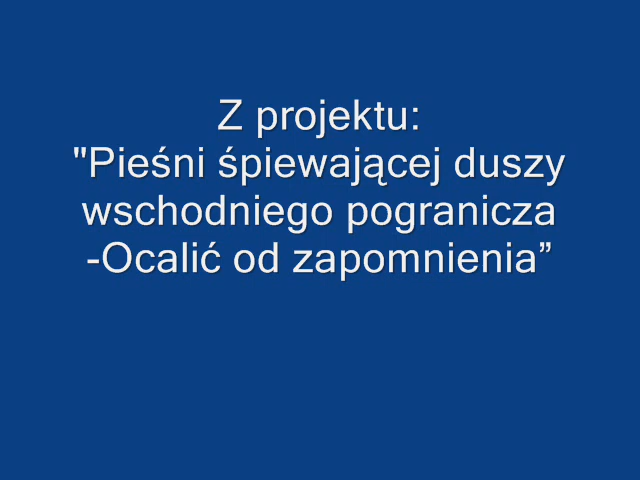 Z projektu:
"Pieśni śpiewającej duszy
wschodniego pogranicza
-Ocalić od zapomnienia”